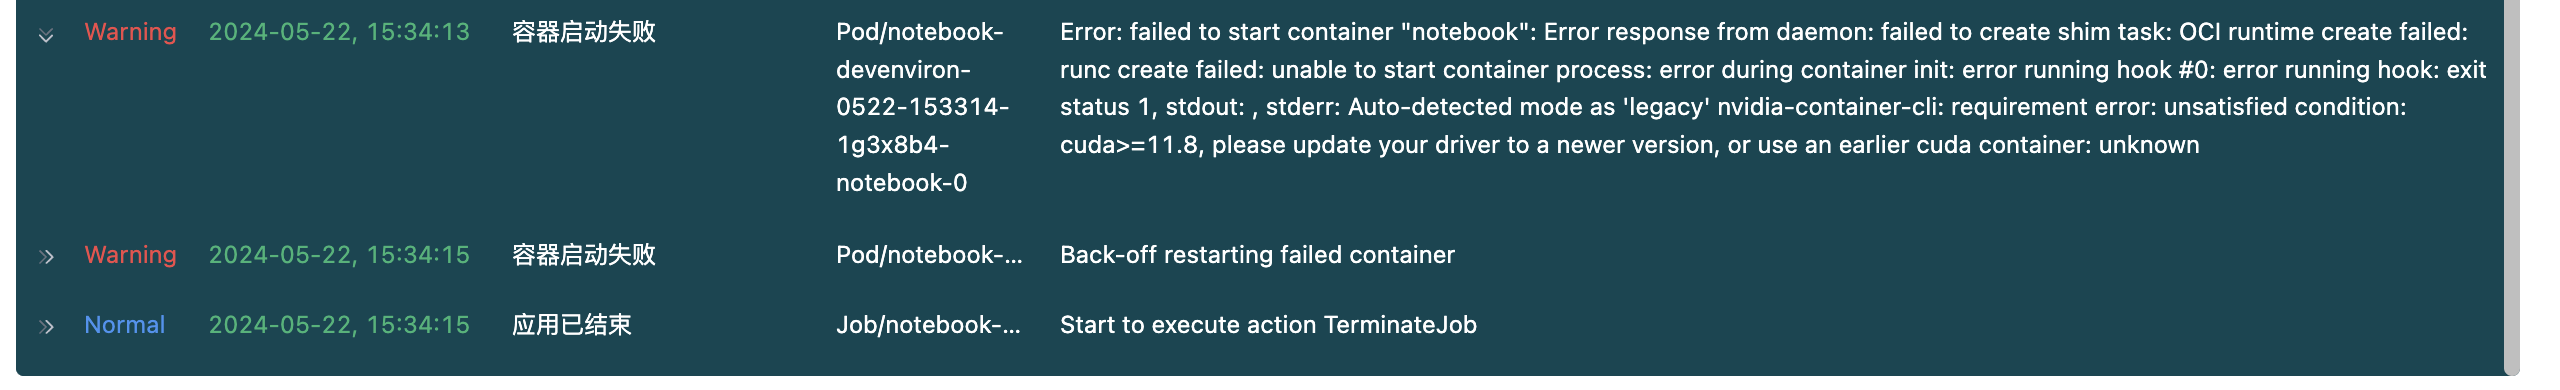 Warning 2024-05-22, 15:34:13 容器启动失败 Pod/notebook- Error: failed to start container "notebook": Error response from daemon: failed to create shim task: OCI runtime create failed:
devenviron- runc create failed: unable to start container process: error during container init: error running hook #0: error running hook: exit
0522-153314- status 1, stdout: , stderr: Auto-detected mode as 'legacy' nvidia-container-cli: requirement error: unsatisfied condition:
1g3x8b4- cuda>=11.8, please update your driver to a newer version, or use an earlier cuda container: unknown
notebook-0
Warning 2024-05-22, 15:34:15 容器启动失败 Pod/notebook-... Back-off restarting failed container
Normal 2024-05-22, 15:34:15 应用已结束 Job/notebook-... Start to execute action TerminateJob